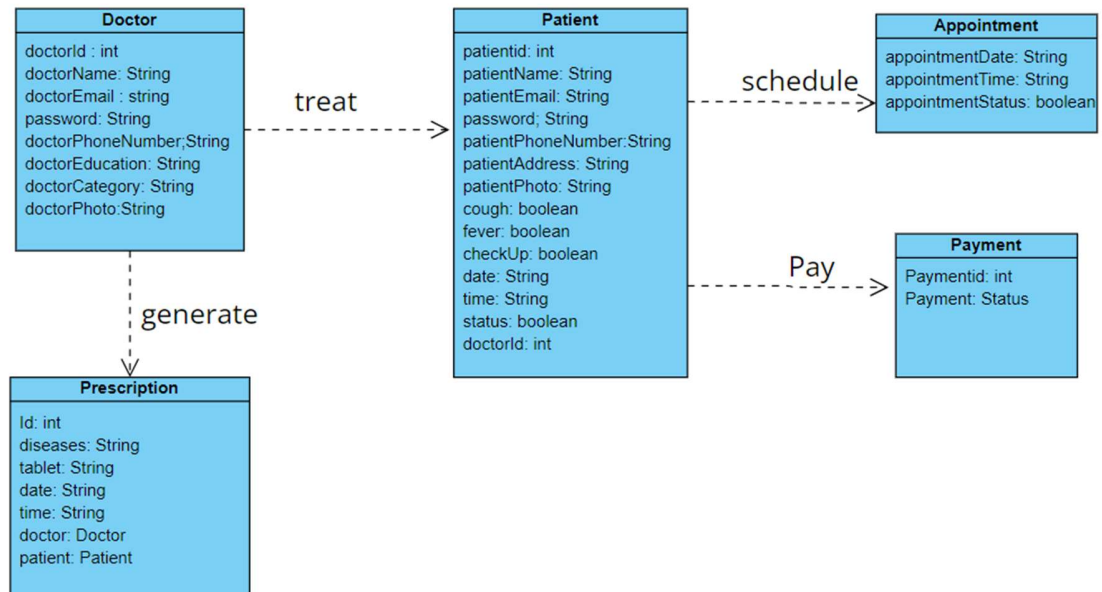 Doctor
doctorId : int
doctorName: String
doctorEmail : string
password: String
doctorPhoneNumber;String
doctorEducation: String
doctorCategory: String
doctorPhoto:String
treat
Patient
patientid: int
patientName: String
patientEmail: String
password; String
patientPhoneNumber:String
patientAddress: String
patientPhoto: String
cough: boolean
fever: boolean
checkUp: boolean
date: String
time: String
status: boolean
doctorId: int
schedule
Appointment
appointmentDate: String
appointmentTime: String
appointmentStatus: boolean
Pay
Payment
Paymentid: int
Payment: Status
generate
Prescription
Id: int
diseases: String
tablet: String
date: String
time: String
doctor: Doctor
patient: Patient